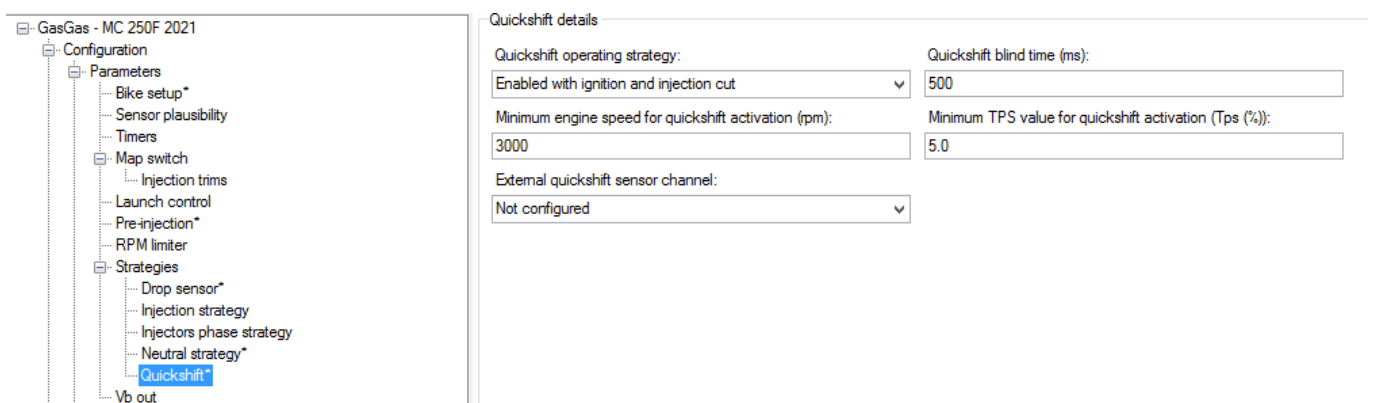 GasGas - MC 250F 2021
Configuration
Parameters
Bike setup*
Sensor plausibility
Timers
Map switch
Injection trims
Launch control
Pre-injection*
RPM limiter
Strategies
Drop sensor*
Injection strategy
Injectors phase strategy
Neutral strategy*
Quickshift*
Vb out
Quickshift details
Quickshift operating strategy:
Enabled with ignition and injection cut
Quickshift blind time (ms):
500
Minimum engine speed for quickshift activation (rpm):
3000
Minimum TPS value for quickshift activation (Tps (%)):
5.0
External quickshift sensor channel:
Not configured